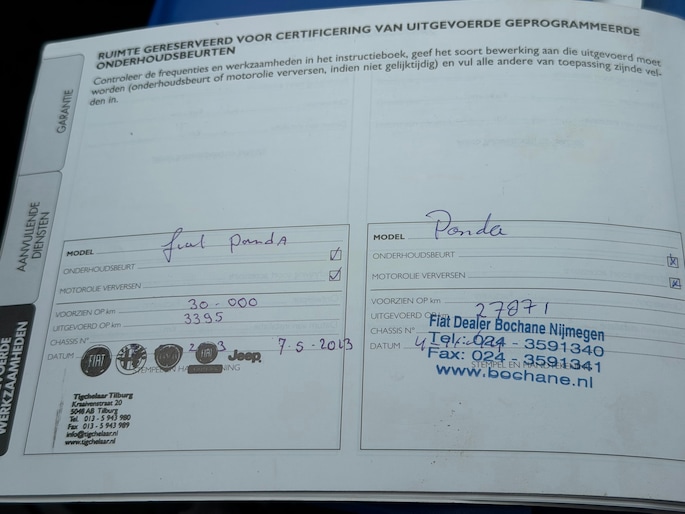 RUIMTE GERESERVEERD VOOR CERTIFICERING VAN UITGEVOERDE GEPROGRAMMEERDE
ONDERHOUDSBEURTEN
Controleer de frequenties en werkzaamheden in het instructieboek, geef het soort bewerking aan die uitgevoerd moet
worden (onderhoudsbeurt of motorolie verversen, indien niet gelijktijdig) en vul alle andere van toepassing zijnde vel-
den in.
GARANTIE
AANVULLENDE
DIENSTEN
WERKZAAMHEDEN
MODEL fiat panda
ONDERHOUDSBEURT
MOTOROLIE VERVERSEN
VOORZIEN OP km 30.000
UITGEVOERD OP km 3395
CHASSIS N°
DATUM 7-5-2013
FIAT
FIAT
Jeep
Tigchelaar Tilburg
Kraaivenstraat 20
5048 AB Tilburg
Tel. 013 - 5 943 980
Fax 013 - 5 943 989
info@tigchelaar.nl
www.tigchelaar.nl
MODEL Panda
ONDERHOUDSBEURT
MOTOROLIE VERVERSEN
VOORZIEN OP km
UITGEVOERD OP km 27871
CHASSIS N°
DATUM
Fiat Dealer Bochane Nijmegen
Tel: 024 - 3591340
Fax: 024 - 3591341
www.bochane.nl